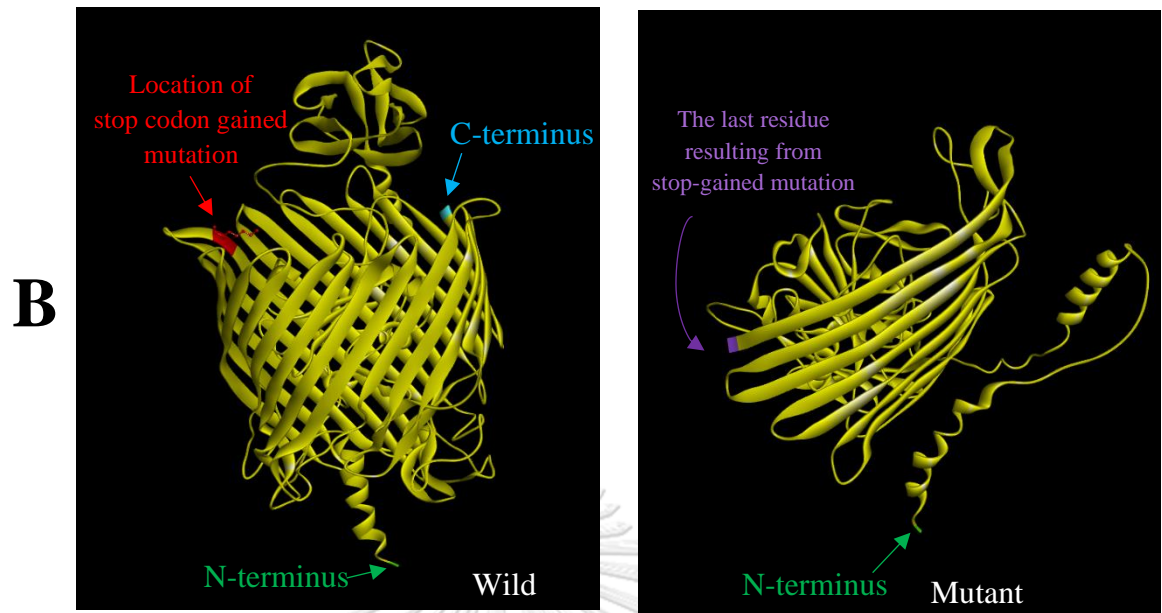 B
Location of
stop codon gained
mutation
C-terminus
N-terminus
Wild
The last residue
resulting from
stop-gained mutation
N-terminus
Mutant